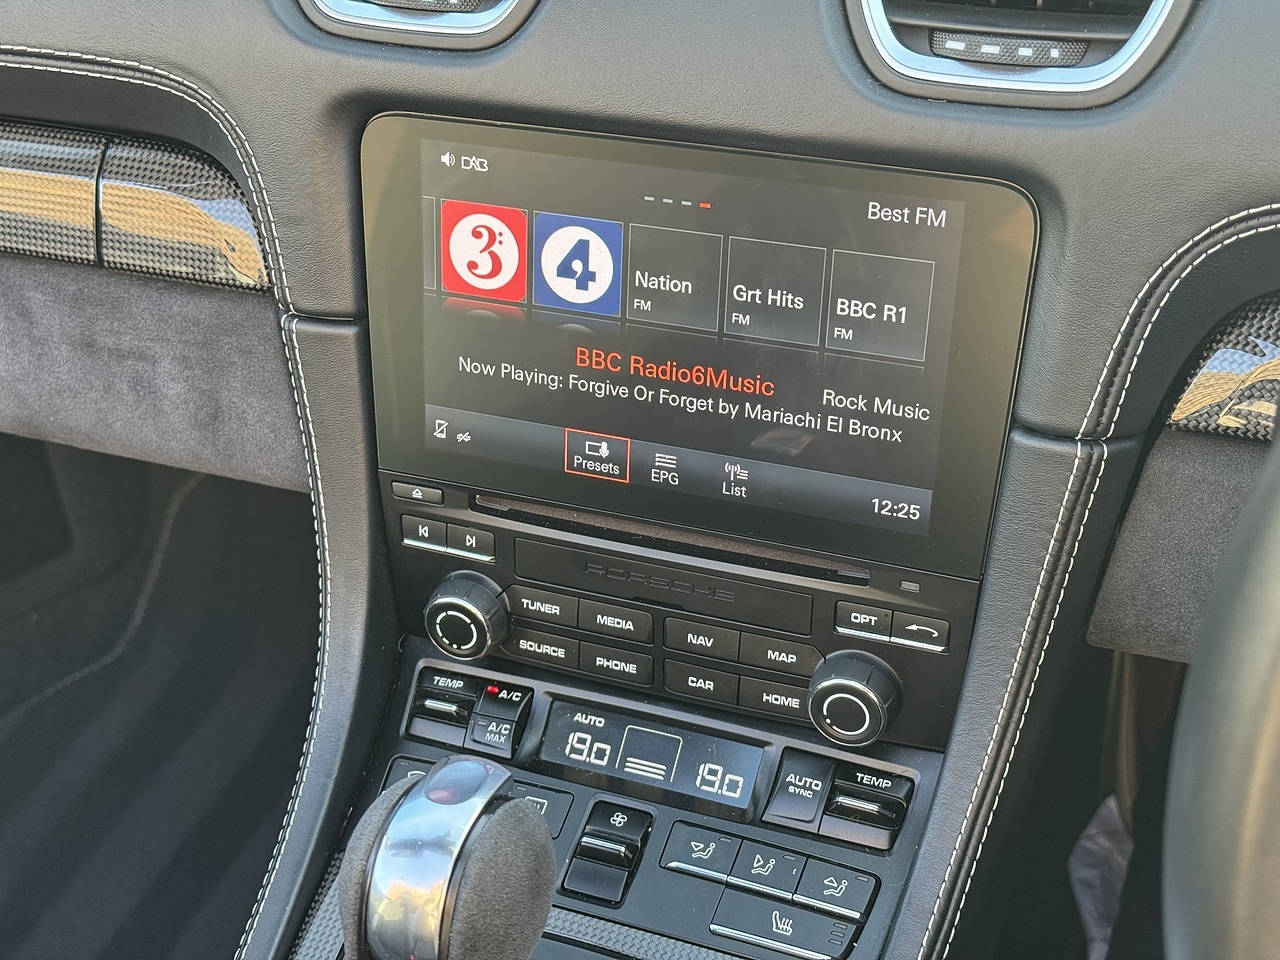 DAB
Best FM
3
4
Nation
FM
Grt Hits
FM
BBC R1
FM
BBC Radio6Music
Rock Music
Now Playing: Forgive Or Forget by Mariachi El Bronx
Presets
EPG
List
12:25
PORSCHE
TUNER
MEDIA
NAV
MAP
OPT
SOURCE
PHONE
CAR
HOME
TEMP
A/C
A/C
MAX
AUTO
19.0
19.0
AUTO
SYNC
TEMP